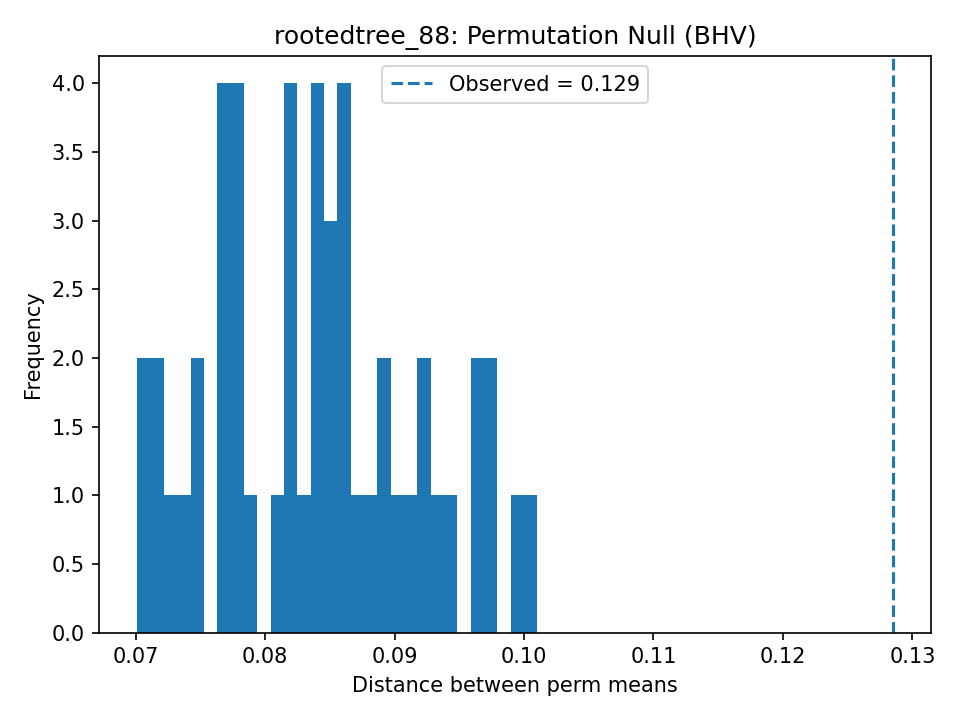 rootedtree_88: Permutation Null (BHV)
Observed = 0.129
Frequency
4.0
3.5
3.0
2.5
2.0
1.5
1.0
0.5
0.0
0.07 0.08 0.09 0.10 0.11 0.12 0.13
Distance between perm means